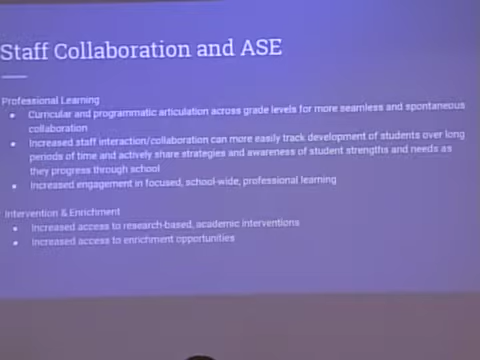 Staff Collaboration and ASE
Professional Learning
● Curricular and programmatic articulation across grade levels for more seamless and spontaneous
collaboration
● Increased staff interaction/collaboration can more easily track development of students over long
periods of time and actively share strategies and awareness of student strengths and needs as
they progress through school
● Increased engagement in focused, school-wide, professional learning
Intervention & Enrichment
● Increased access to research-based, academic interventions
● Increased access to enrichment opportunities